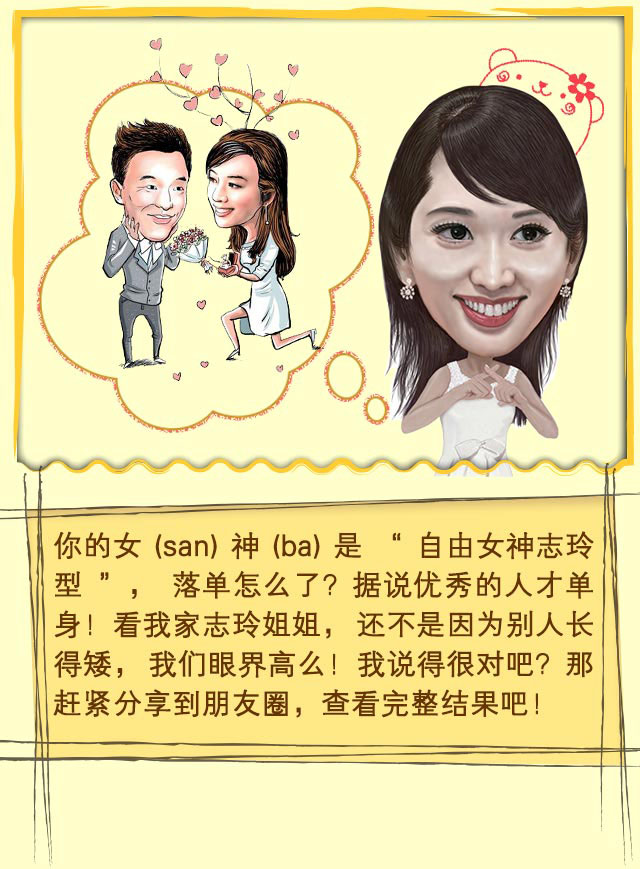 你的女 (san) 神 (ba) 是 “ 自由女神志玲
型 ” ， 落单怎么了？据说优秀的人才单
身！看我家志玲姐姐，还不是因为别人长
得矮，我们眼界高么！我说得很对吧？那
赶紧分享到朋友圈，查看完整结果吧！